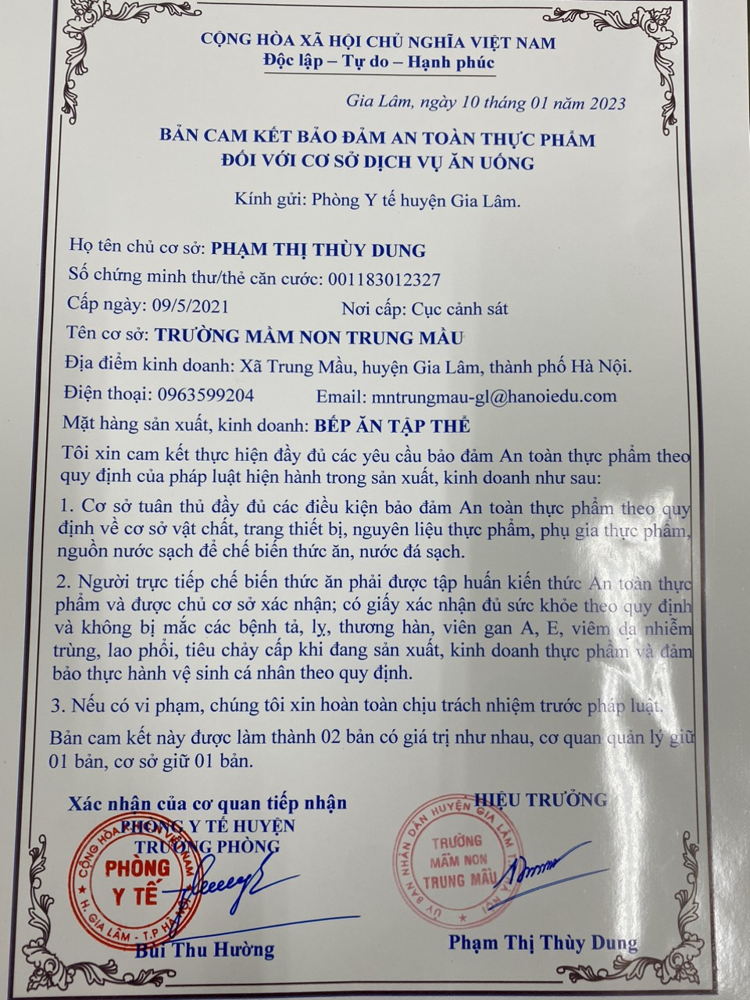 CỘNG HÒA XÃ HỘI CHỦ NGHĨA VIỆT NAM
Độc lập – Tự do – Hạnh phúc
Gia Lâm, ngày 10 tháng 01 năm 2023
BẢN CAM KẾT BẢO ĐẢM AN TOÀN THỰC PHẨM
ĐỐI VỚI CƠ SỞ DỊCH VỤ ĂN UỐNG
Kính gửi: Phòng Y tế huyện Gia Lâm.
Họ tên chủ cơ sở: PHẠM THỊ THÙY DUNG
Số chứng minh thư/thẻ căn cước: 001183012327
Cấp ngày: 09/5/2021 Nơi cấp: Cục cảnh sát
Tên cơ sở: TRƯỜNG MẦM NON TRUNG MẦU
Địa điểm kinh doanh: Xã Trung Mầu, huyện Gia Lâm, thành phố Hà Nội.
Điện thoại: 0963599204 Email: mntrungmau-gl@hanoiedu.com
Mặt hàng sản xuất, kinh doanh: BẾP ĂN TẬP THỂ
Tôi xin cam kết thực hiện đầy đủ các yêu cầu bảo đảm An toàn thực phẩm theo
quy định của pháp luật hiện hành trong sản xuất, kinh doanh như sau:
1. Cơ sở tuân thủ đầy đủ các điều kiện bảo đảm An toàn thực phẩm theo quy
định về cơ sở vật chất, trang thiết bị, nguyên liệu thực phẩm, phụ gia thực phẩm,
nguồn nước sạch để chế biến thức ăn, nước đá sạch.
2. Người trực tiếp chế biến thức ăn phải được tập huấn kiến thức An toàn thực
phẩm và được chủ cơ sở xác nhận; có giấy xác nhận đủ sức khỏe theo quy định
và không bị mắc các bệnh tả, lỵ, thương hàn, viên gan A, E, viêm da nhiễm
trùng, lao phổi, tiêu chảy cấp khi đang sản xuất, kinh doanh thực phẩm và đảm
bảo thực hành vệ sinh cá nhân theo quy định.
3. Nếu có vi phạm, chúng tôi xin hoàn toàn chịu trách nhiệm trước pháp luật.
Bản cam kết này được làm thành 02 bản có giá trị như nhau, cơ quan quản lý giữ
01 bản, cơ sở giữ 01 bản.
Xác nhận của cơ quan tiếp nhận
PHÒNG Y TẾ HUYỆN
TRƯỞNG PHÒNG
CỘNG HÒA VIỆT NAM
PHÒNG
Y TẾ
H. GIA LÂM - T.P HÀ NỘI
Bùi Thu Hường
HIỆU TRƯỞNG
ỦY BAN NHÂN DÂN HUYỆN GIA LÂM
TRƯỜNG
MẦM NON
TRUNG MẦU
Phạm Thị Thùy Dung